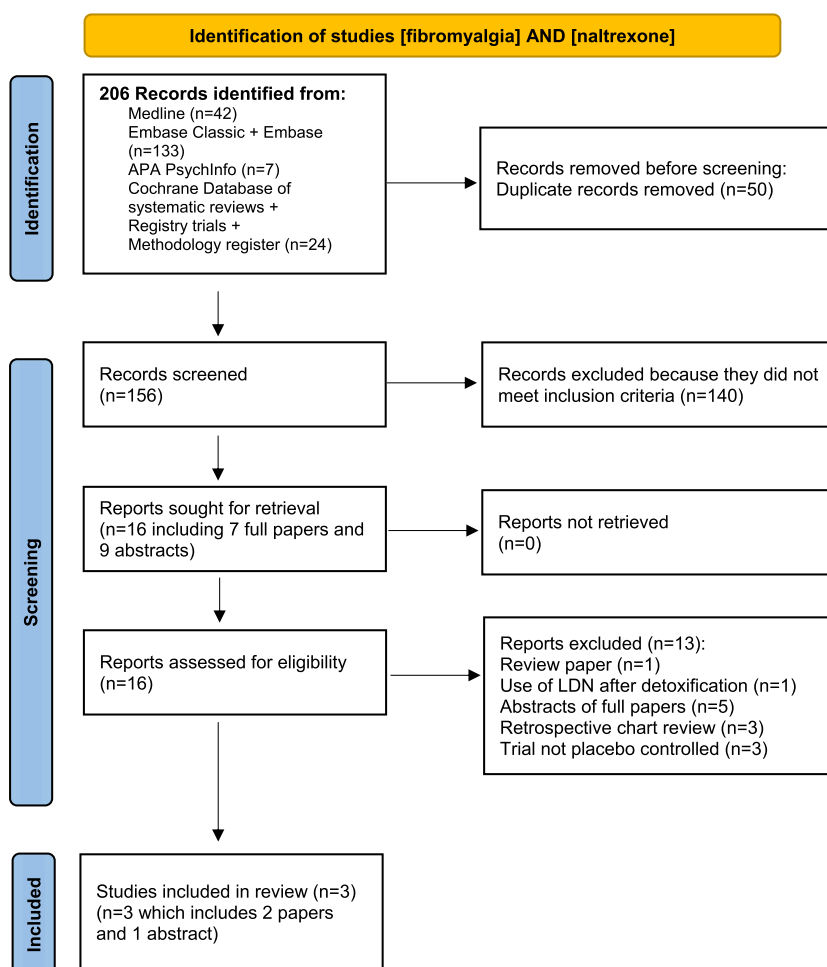 Identification of studies [fibromyalgia] AND [naltrexone]
Identification
206 Records identified from:
Medline (n=42)
Embase Classic + Embase
(n=133)
APA PsychInfo (n=7)
Cochrane Database of
systematic reviews +
Registry trials +
Methodology register (n=24)
Records removed before screening:
Duplicate records removed (n=50)
Screening
Records screened
(n=156)
Records excluded because they did not
meet inclusion criteria (n=140)
Reports sought for retrieval
(n=16 including 7 full papers and
9 abstracts)
Reports not retrieved
(n=0)
Reports assessed for eligibility
(n=16)
Reports excluded (n=13):
Review paper (n=1)
Use of LDN after detoxification (n=1)
Abstracts of full papers (n=5)
Retrospective chart review (n=3)
Trial not placebo controlled (n=3)
Included
Studies included in review (n=3)
(n=3 which includes 2 papers
and 1 abstract)